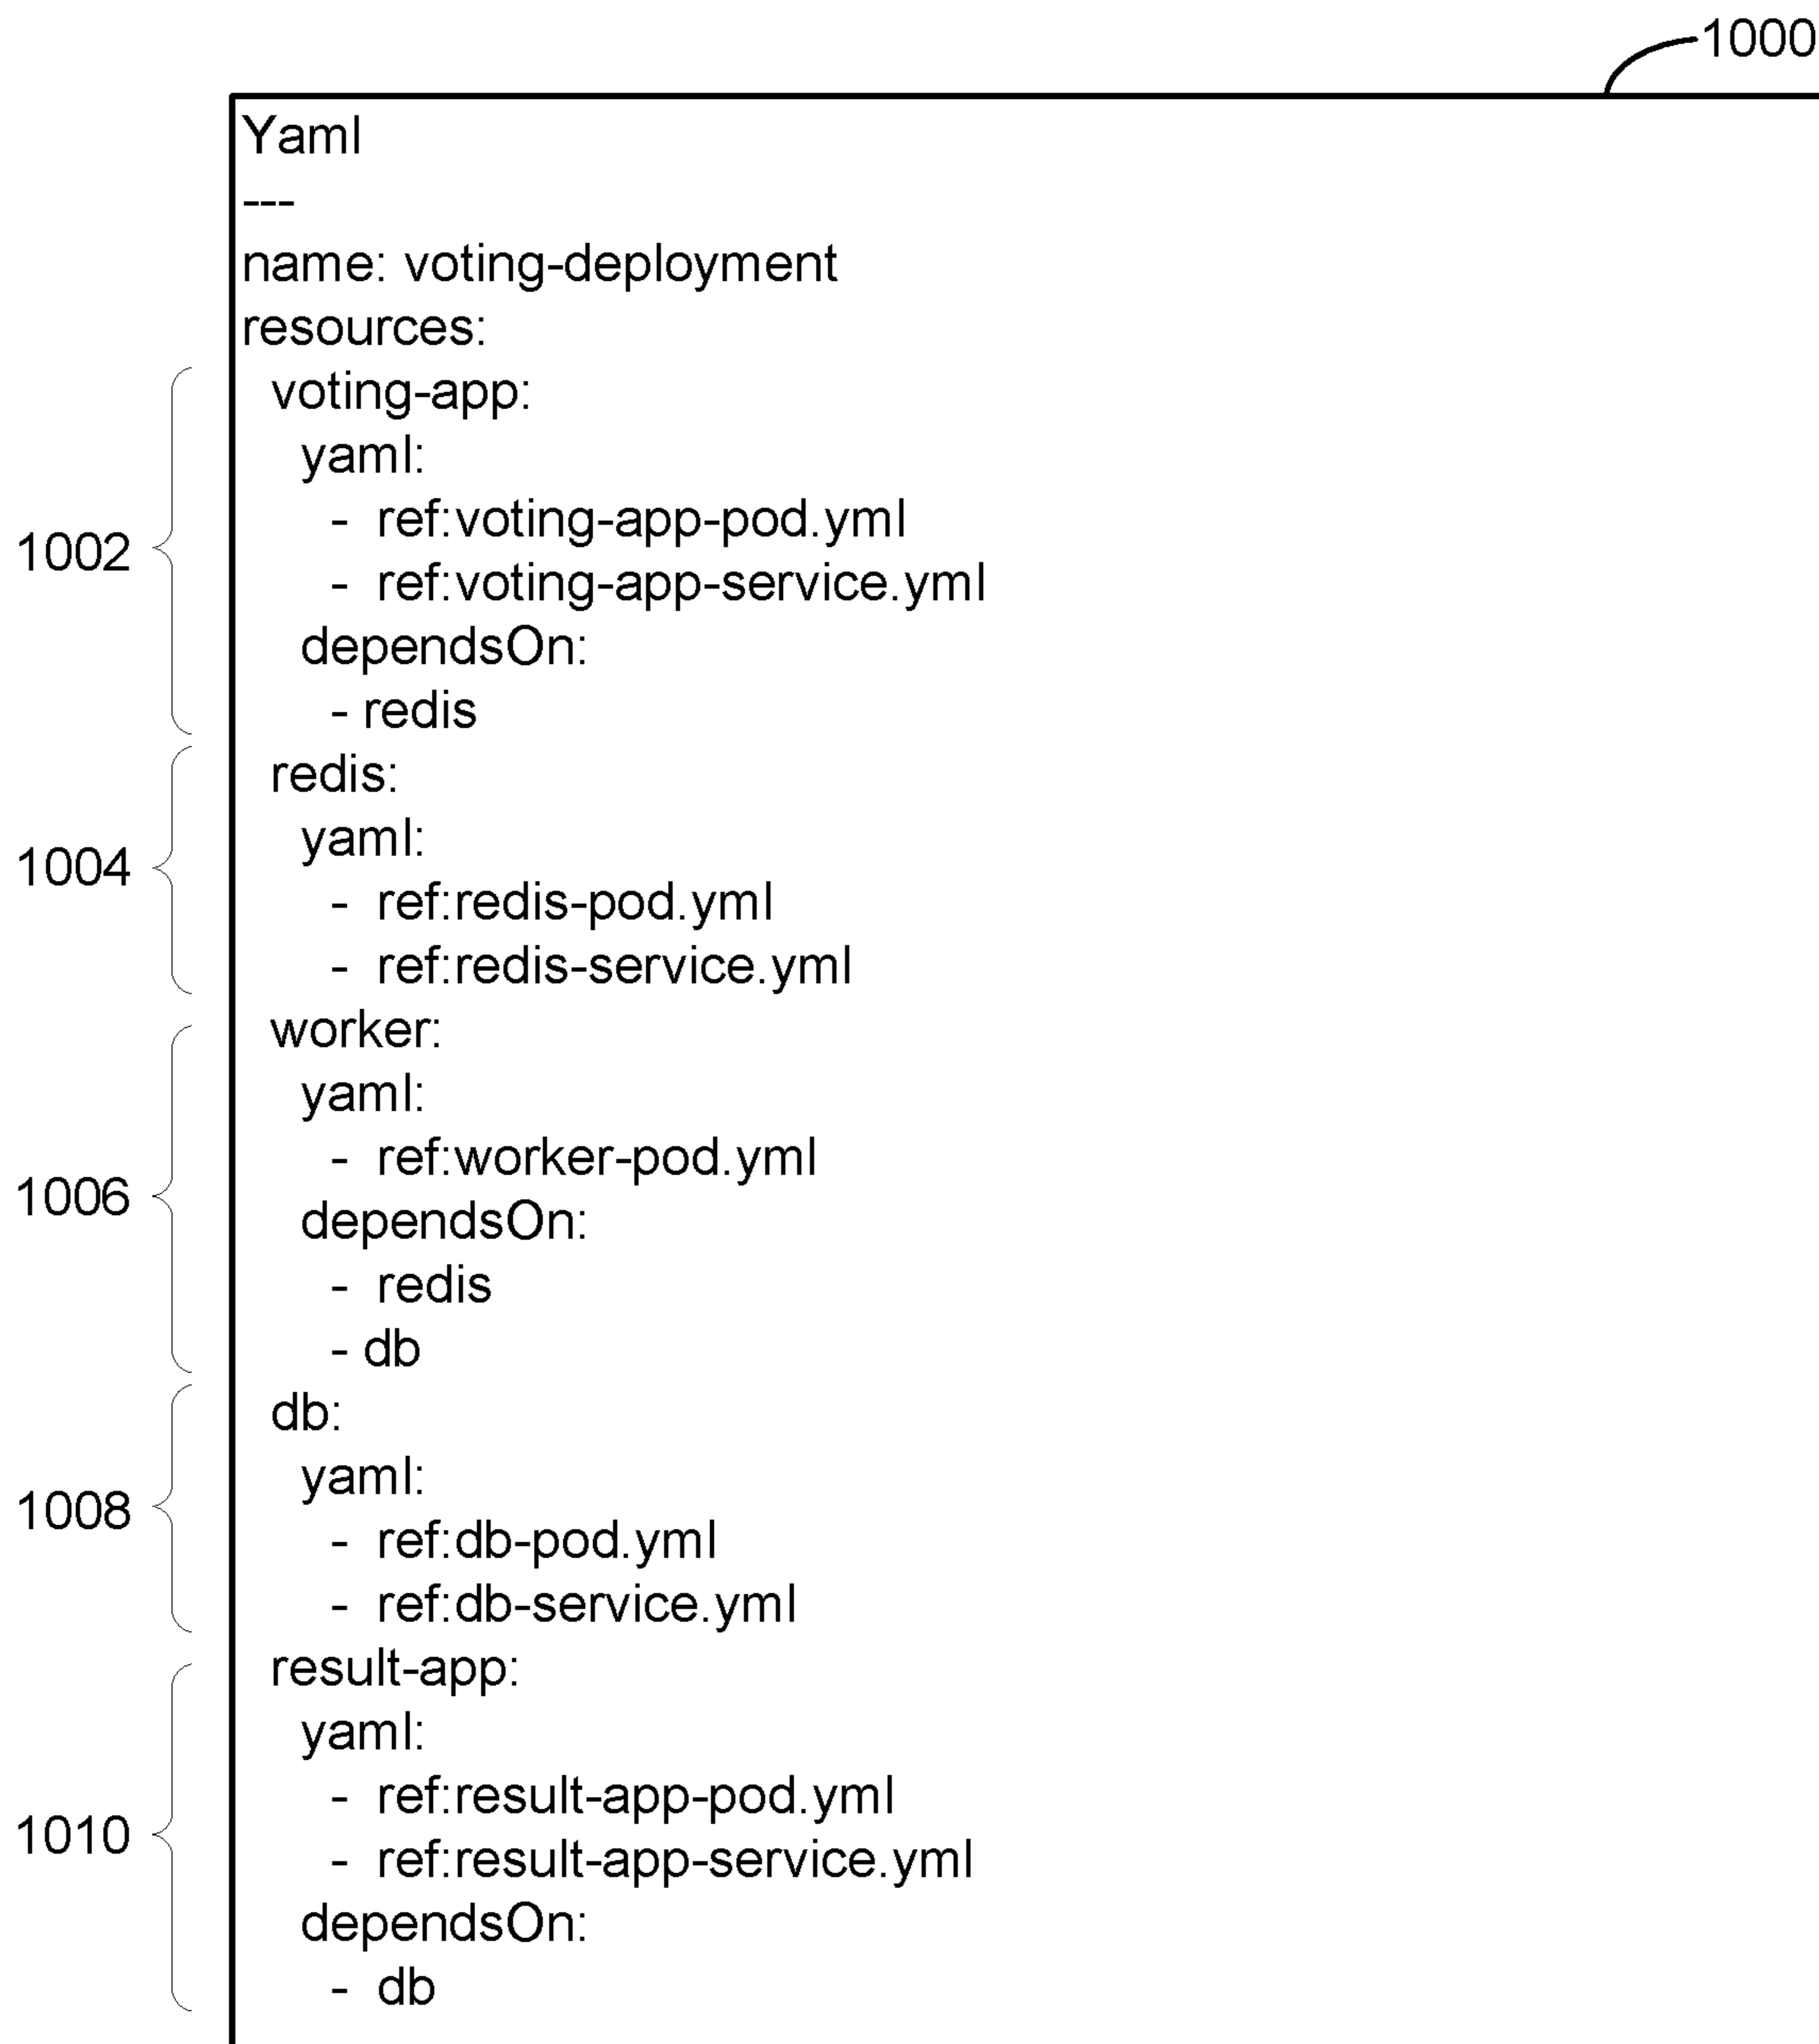 1000
Yaml
---
name: voting-deployment
resources:
voting-app:
yaml:
- ref:voting-app-pod.yml
1002
- ref:voting-app-service.yml
dependsOn:
- redis
redis:
yaml:
1004
- ref:redis-pod.yml
- ref:redis-service.yml
worker:
yaml:
- ref:worker-pod.yml
1006
dependsOn:
- redis
- db
db:
yaml:
1008
- ref:db-pod.yml
- ref:db-service.yml
result-app:
yaml:
- ref:result-app-pod.yml
1010
- ref:result-app-service.yml
dependsOn:
- db